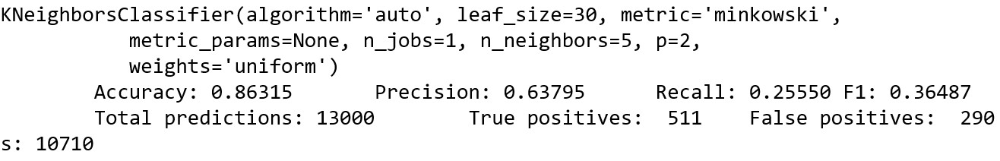 KNeighborsClassifier(algorithm='auto', leaf_size=30, metric='minkowski',
metric_params=None, n_jobs=1, n_neighbors=5, p=2,
weights='uniform')
Accuracy: 0.86315 Precision: 0.63795 Recall: 0.25550 F1: 0.36487
Total predictions: 13000 True positives: 511 False positives: 290
s: 10710